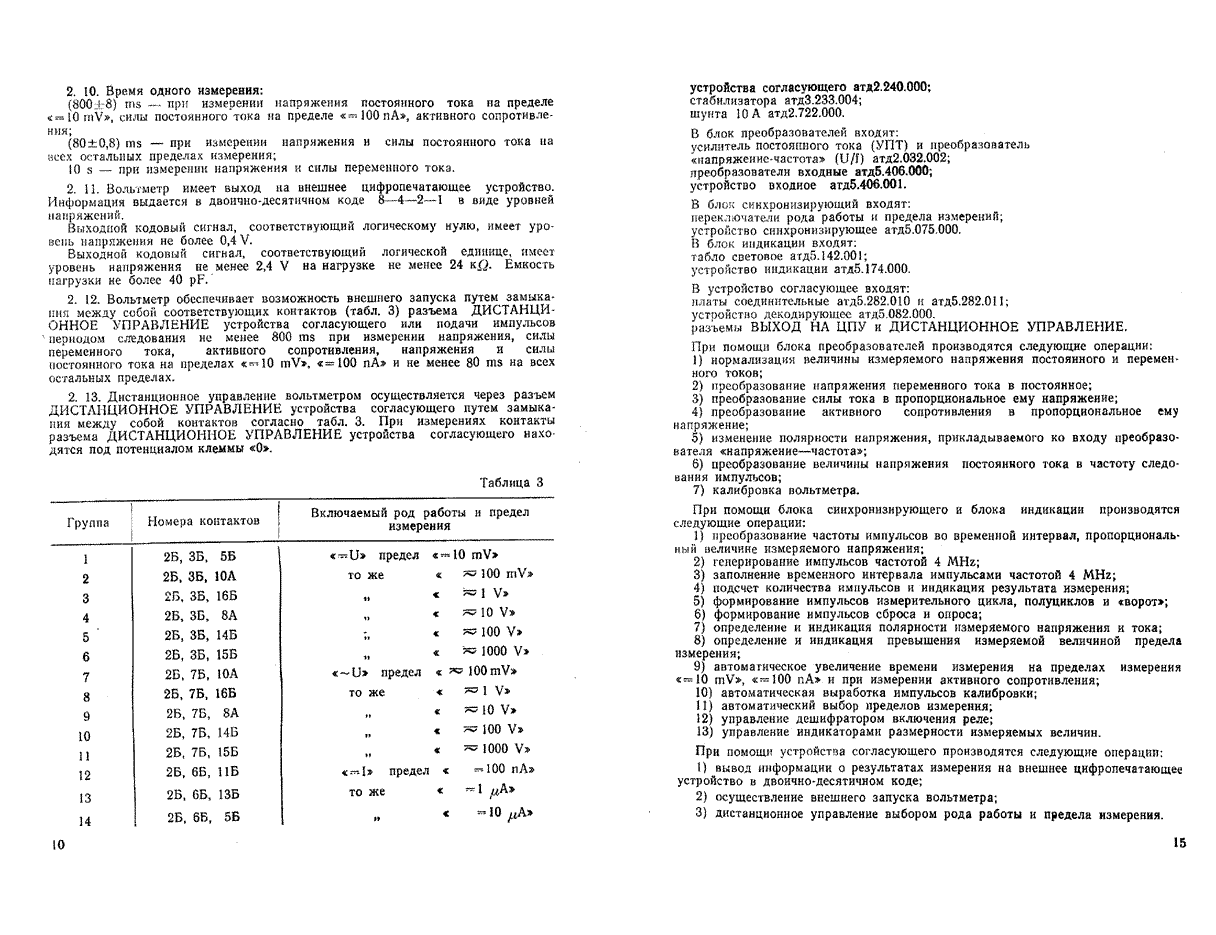 2. 10. Время одного измерения:
(800±8) ms — при измерении напряжения постоянного тока на пределе
«=10 mV», силы постоянного тока на пределе «=100 nA», активного сопротивле-
ния;
(80±0,8) ms — при измерении напряжения и силы постоянного тока на
всех остальных пределах измерения;
10 s — при измерении напряжения и силы переменного тока.
2. 11. Вольтметр имеет выход на внешнее цифропечатающее устройство.
Информация выдается в двоично-десятичном коде 8—4—2—1 в виде уровней
напряжений.
Выходной кодовый сигнал, соответствующий логическому нулю, имеет уро-
вень напряжения не более 0,4 V.
Выходной кодовый сигнал, соответствующий логической единице, имеет
уровень напряжения не менее 2,4 V на нагрузке не менее 24 кΩ. Емкость
нагрузки не более 40 pF.
2. 12. Вольтметр обеспечивает возможность внешнего запуска путем замыка-
ния между собой соответствующих контактов (табл. 3) разъема ДИСТАНЦИ-
ОННОЕ УПРАВЛЕНИЕ устройства согласующего или подачи импульсов
периодом следования не менее 800 ms при измерении напряжения, силы
переменного тока, активного сопротивления, напряжения и силы
постоянного тока на пределах «=10 mV», «=100 nA» и не менее 80 ms на всех
остальных пределах.
2. 13. Дистанционное управление вольтметром осуществляется через разъем
ДИСТАНЦИОННОЕ УПРАВЛЕНИЕ устройства согласующего путем замыка-
ния между собой контактов согласно табл. 3. При измерениях контакты
разъема ДИСТАНЦИОННОЕ УПРАВЛЕНИЕ устройства согласующего нахо-
дятся под потенциалом клеммы «0».
Таблица 3
Группа Номера контактов Включаемый род работы и предел
измерения
1 2Б, 3Б, 5Б «=U» предел «=10 mV»
2 2Б, 3Б, 10А то же « ≂100 mV»
3 2Б, 3Б, 16Б „ « ≂1 V»
4 2Б, 3Б, 8А „ « ≂10 V»
5 2Б, 3Б, 14Б „ « ≂100 V»
6 2Б, 3Б, 15Б „ « ≂1000 V»
7 2Б, 7Б, 10А «~U» предел « ≂100 mV»
8 2Б, 7Б, 16Б то же « ≂1 V»
9 2Б, 7Б, 8А „ « ≂10 V»
10 2Б, 7Б, 14Б „ « ≂100 V»
11 2Б, 7Б, 15Б „ « ≂1000 V»
12 2Б, 6Б, 11Б «=I» предел « =100 nA»
13 2Б, 6Б, 13Б то же « =1 μA»
14 2Б, 6Б, 5Б „ « =10 μA»
10
устройства согласующего атд2.240.000;
стабилизатора атд3.233.004;
шунта 10 А атд2.722.000.
В блок преобразователей входят:
усилитель постоянного тока (УПТ) и преобразователь
«напряжение-частота» (U/f) атд2.032.002;
преобразователи входные атд5.406.000;
устройство входное атд5.406.001.
В блок синхронизирующий входят:
переключатели рода работы и предела измерений;
устройство синхронизирующее атд5.075.000.
В блок индикации входят:
табло световое атд5.142.001;
устройство индикации атд5.174.000.
В устройство согласующее входят:
платы соединительные атд5.282.010 и атд5.282.011;
устройство декодирующее атд5.082.000.
разъемы ВЫХОД НА ЦПУ и ДИСТАНЦИОННОЕ УПРАВЛЕНИЕ.
При помощи блока преобразователей производятся следующие операции:
1) нормализация величины измеряемого напряжения постоянного и перемен-
ного токов;
2) преобразование напряжения переменного тока в постоянное;
3) преобразование силы тока в пропорциональное ему напряжение;
4) преобразование активного сопротивления в пропорциональное ему
напряжение;
5) изменение полярности напряжения, прикладываемого ко входу преобразо-
вателя «напряжение—частота»;
6) преобразование величины напряжения постоянного тока в частоту следо-
вания импульсов;
7) калибровка вольтметра.
При помощи блока синхронизирующего и блока индикации производятся
следующие операции:
1) преобразование частоты импульсов во временной интервал, пропорциональ-
ный величине измеряемого напряжения;
2) генерирование импульсов частотой 4 MHz;
3) заполнение временного интервала импульсами частотой 4 MHz;
4) подсчет количества импульсов и индикация результата измерения;
5) формирование импульсов измерительного цикла, полуциклов и «ворот»;
6) формирование импульсов сброса и опроса;
7) определение и индикация полярности измеряемого напряжения и тока;
8) определение и индикация превышения измеряемой величиной предела
измерения;
9) автоматическое увеличение времени измерения на пределах измерения
«=10 mV», «=100 nA» и при измерении активного сопротивления;
10) автоматическая выработка импульсов калибровки;
11) автоматический выбор пределов измерения;
12) управление дешифратором включения реле;
13) управление индикаторами размерности измеряемых величин.
При помощи устройства согласующего производятся следующие операции:
1) вывод информации о результатах измерения на внешнее цифропечатающее
устройство в двоично-десятичном коде;
2) осуществление внешнего запуска вольтметра;
3) дистанционное управление выбором рода работы и предела измерения.
15